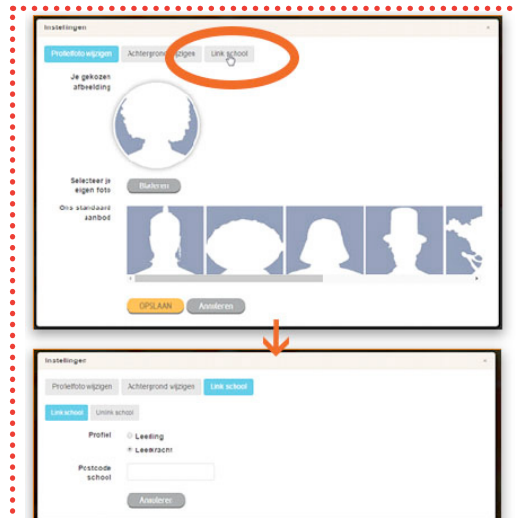 Instellingen
Profielfoto wijzigen Achtergrond wijzigen Link school
Je gekozen
afbeelding
Selecteer je
eigen foto
Bladeren
Ons standaard
aanbod
OPSLAAN Annuleren
Instellingen
Profielfoto wijzigen Achtergrond wijzigen Link school
Link school Unlink school
Profiel
Leerling
Leerkracht
Postcode
school
Annuleren